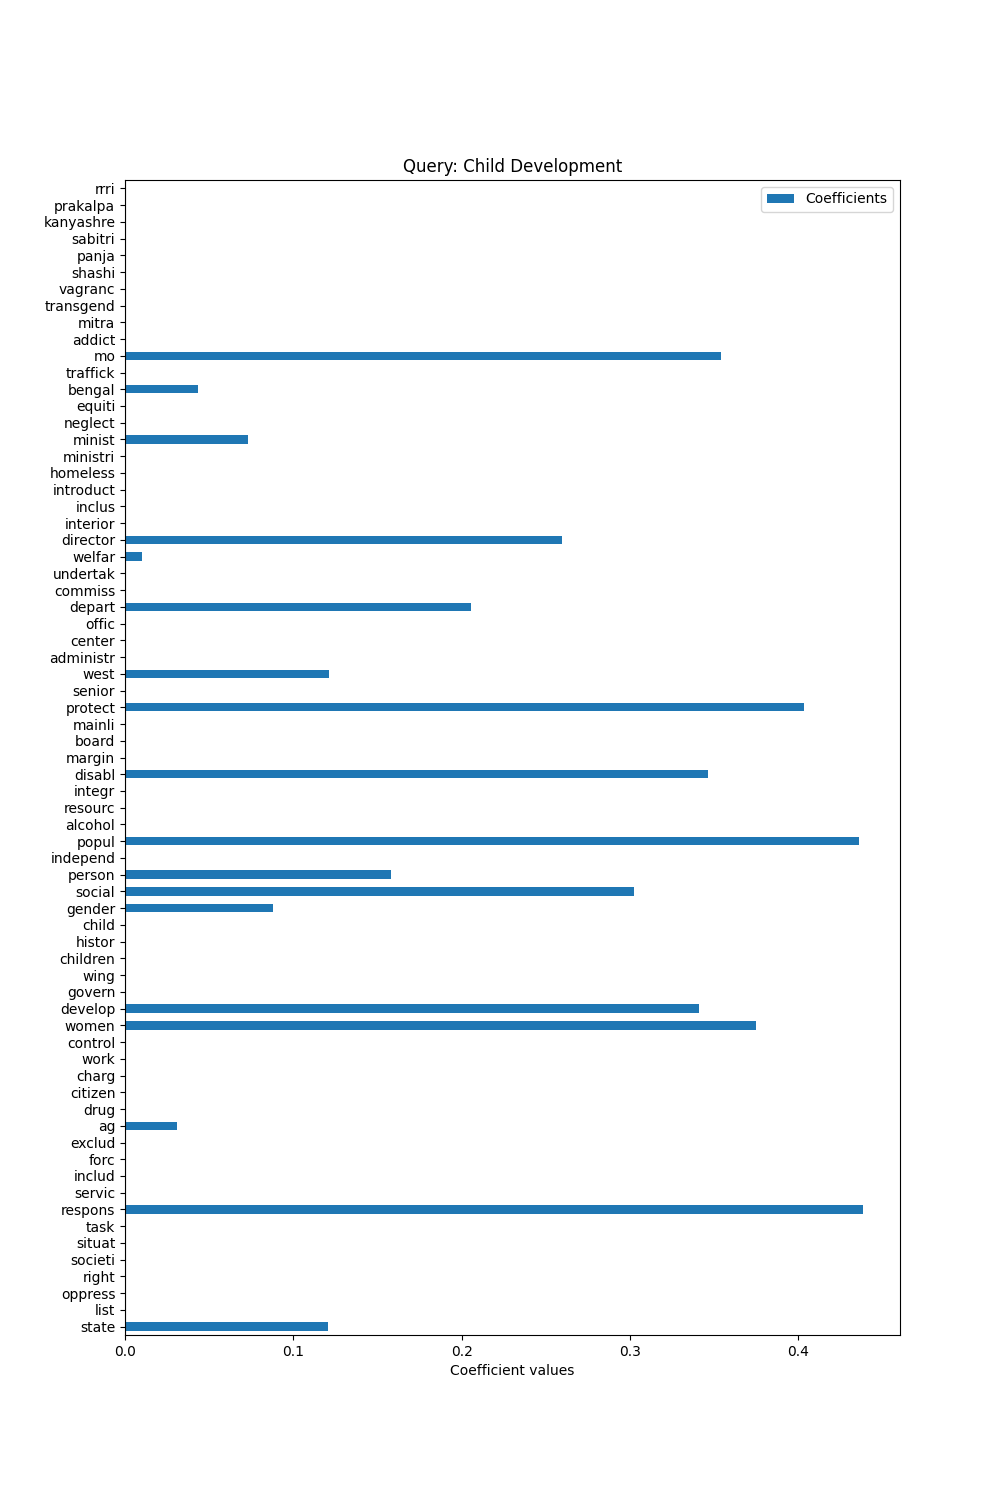 Query: Child Development
Coefficients
rrri
prakalpa
kanyashre
sabitri
panja
shashi
vagranc
transgend
mitra
addict
mo
traffick
bengal
equiti
neglect
minist
ministri
homeless
introduct
inclus
interior
director
welfar
undertak
commiss
depart
offic
center
administr
west
senior
protect
mainli
board
margin
disabl
integr
resourc
alcohol
popul
independ
person
social
gender
child
histor
children
wing
govern
develop
women
control
work
charg
citizen
drug
ag
exclud
forc
includ
servic
respons
task
situat
societi
right
oppress
list
state
0.0 0.1 0.2 0.3 0.4
Coefficient values